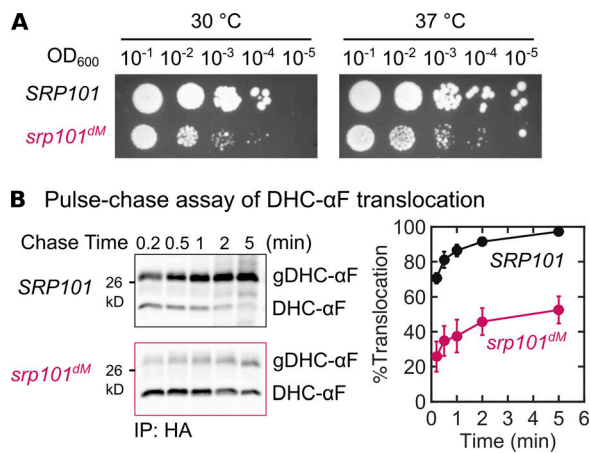 A
30 °C 37 °C
OD₆₀₀ 10⁻¹ 10⁻² 10⁻³ 10⁻⁴ 10⁻⁵ 10⁻¹ 10⁻² 10⁻³ 10⁻⁴ 10⁻⁵
SRP101
srp101ᵈᴹ
B Pulse-chase assay of DHC-αF translocation
Chase Time 0.2 0.5 1 2 5 (min)
SRP101
26
kD
gDHC-αF
DHC-αF
srp101ᵈᴹ
26
kD
gDHC-αF
DHC-αF
IP: HA
%Translocation
100
80
60
40
20
0
SRP101
srp101ᵈᴹ
0 1 2 3 4 5 6
Time (min)